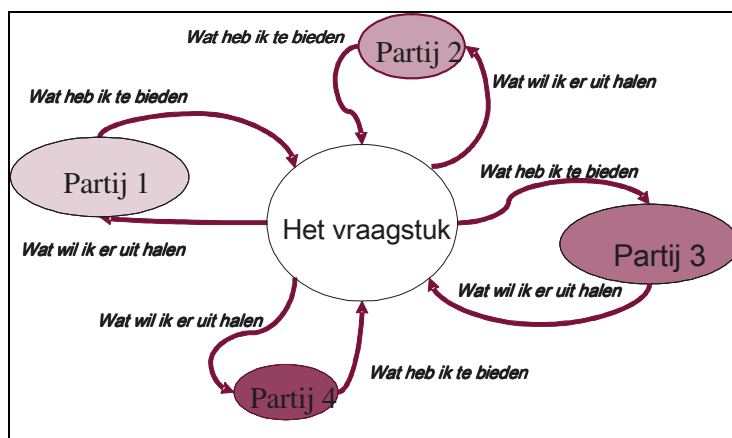 Wat heb ik te bieden
Partij 2
Wat wil ik er uit halen
Wat heb ik te bieden
Partij 1
Wat heb ik te bieden
Het vraagstuk
Partij 3
Wat wil ik er uit halen
Wat wil ik er uit halen
Wat wil ik er uit halen
Partij 4
Wat heb ik te bieden